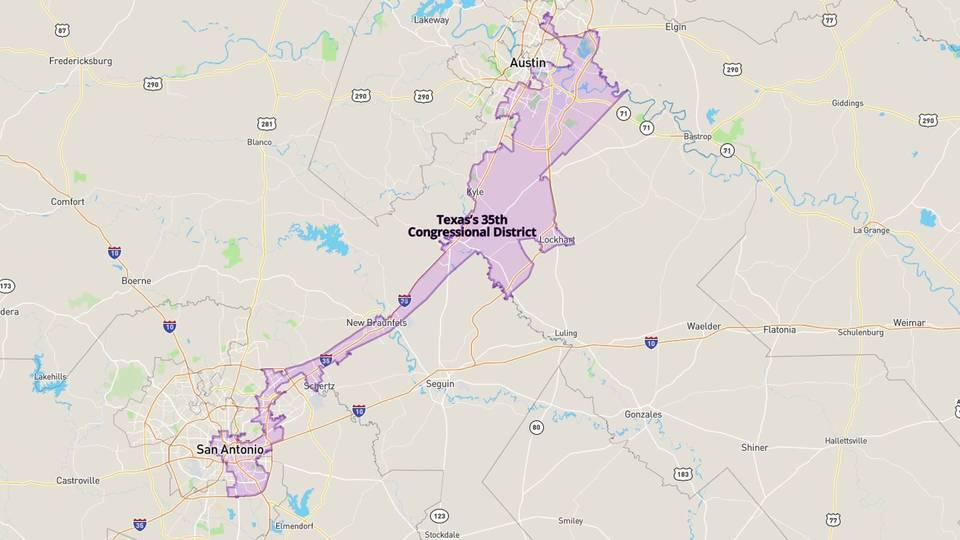 Lakeway
Elgin
77
87
Fredericksburg
Austin
290
290
290
290
Giddings
71
290
281
Blanco
71
Bastrop
71
Comfort
Kyle
Texas's 35th
Congressional District
Lockhart
La Grange
10
173
Boerne
35
dera
10
New Braunfels
Luling
Waelder
Flatonia
Weimar
Schulenburg
10
35
Lakehills
Schertz
Seguin
10
Gonzales
80
San Antonio
Shiner
Hallettsville
Castroville
183
35
Elmendorf
123
Stockdale
Smiley
77